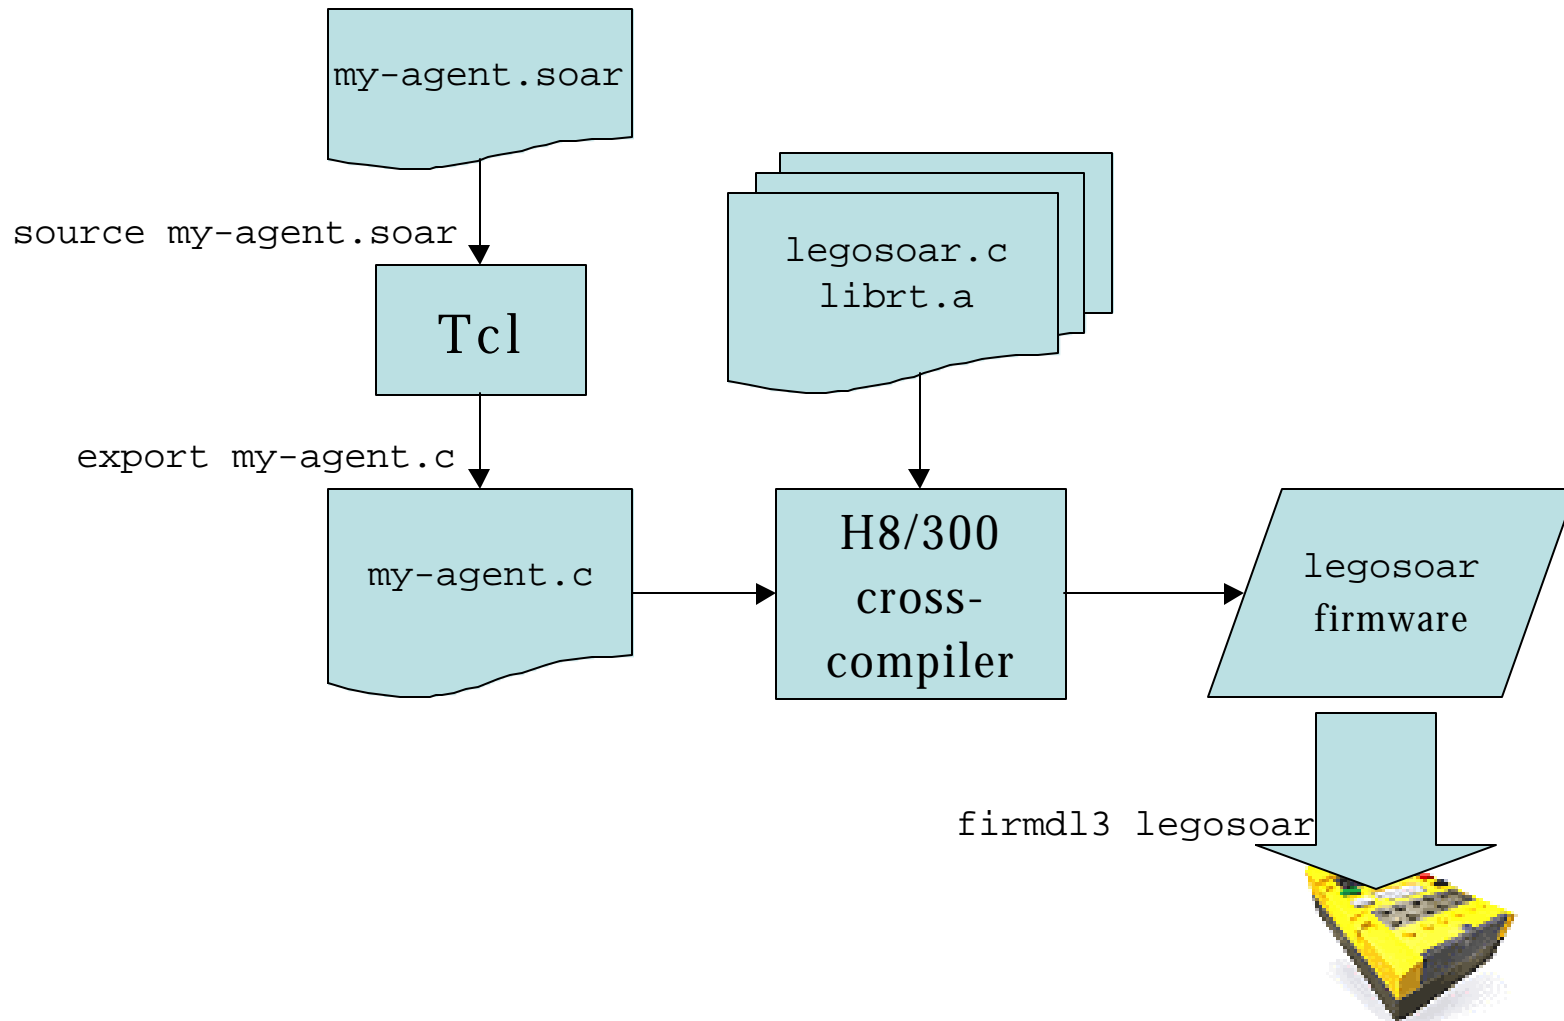 my-agent.soar
source my-agent.soar
Tcl
export my-agent.c
my-agent.c
legosoar.c
librt.a
H8/300
cross-
compiler
legosoar
firmware
firmdl3 legosoar